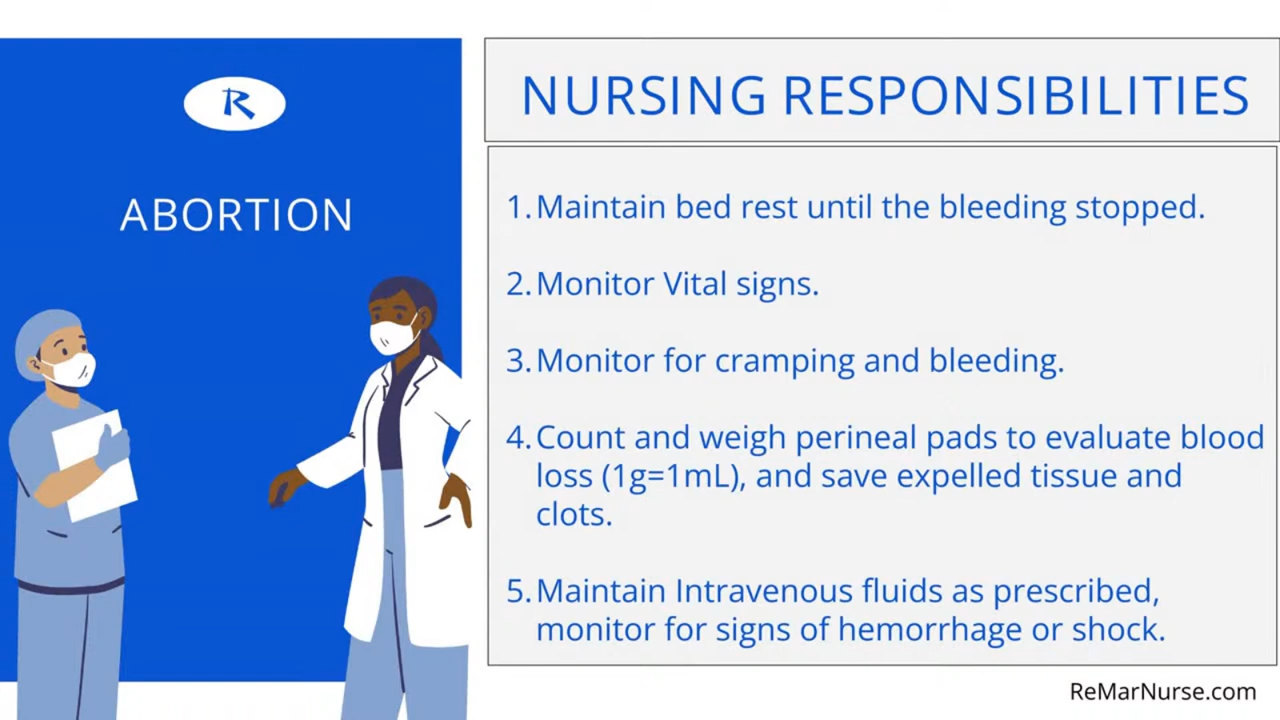 R
ABORTION
NURSING RESPONSIBILITIES
1. Maintain bed rest until the bleeding stopped.
2. Monitor Vital signs.
3. Monitor for cramping and bleeding.
4. Count and weigh perineal pads to evaluate blood
loss (1g=1mL), and save expelled tissue and
clots.
5. Maintain Intravenous fluids as prescribed,
monitor for signs of hemorrhage or shock.
ReMarNurse.com